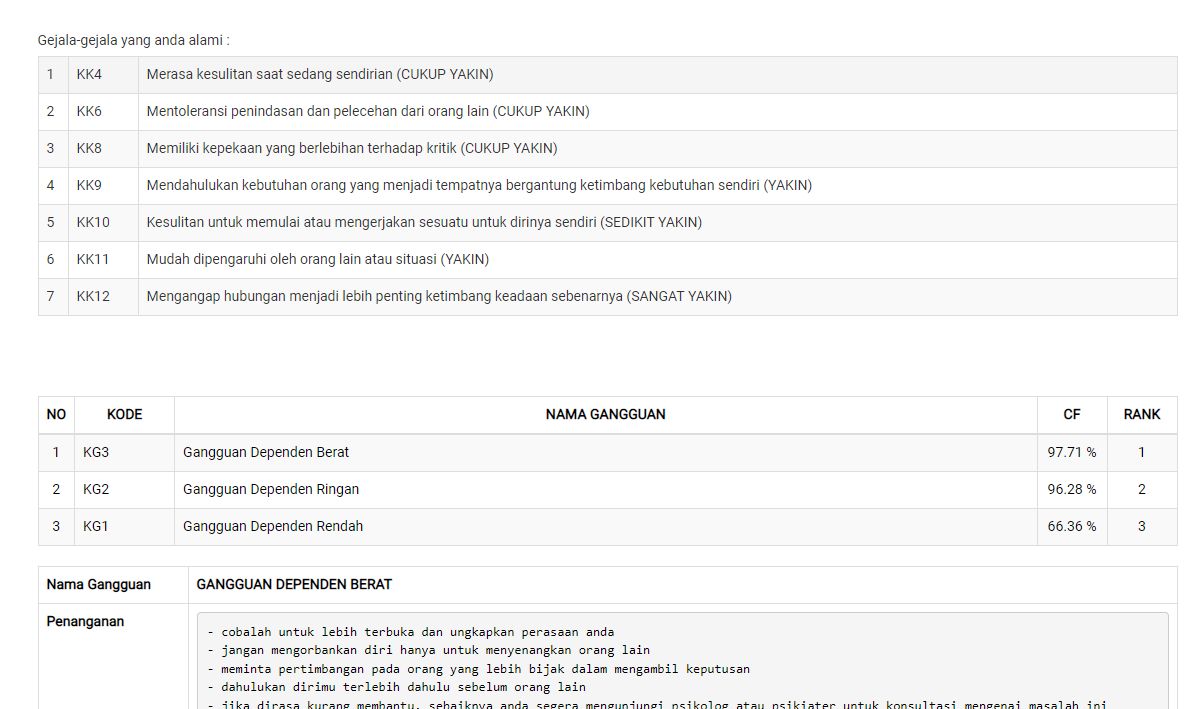 Gejala-gejala yang anda alami :
1 KK4 Merasa kesulitan saat sedang sendirian (CUKUP YAKIN)
2 KK6 Mentoleransi penindasan dan pelecehan dari orang lain (CUKUP YAKIN)
3 KK8 Memiliki kepekaan yang berlebihan terhadap kritik (CUKUP YAKIN)
4 KK9 Mendahulukan kebutuhan orang yang menjadi tempatnya bergantung ketimbang kebutuhan sendiri (YAKIN)
5 KK10 Kesulitan untuk memulai atau mengerjakan sesuatu untuk dirinya sendiri (SEDIKIT YAKIN)
6 KK11 Mudah dipengaruhi oleh orang lain atau situasi (YAKIN)
7 KK12 Mengangap hubungan menjadi lebih penting ketimbang keadaan sebenarnya (SANGAT YAKIN)
NO KODE NAMA GANGGUAN CF RANK
1 KG3 Gangguan Dependen Berat 97.71 % 1
2 KG2 Gangguan Dependen Ringan 96.28 % 2
3 KG1 Gangguan Dependen Rendah 66.36 % 3
Nama Gangguan GANGGUAN DEPENDEN BERAT
Penanganan
- cobalah untuk lebih terbuka dan ungkapkan perasaan anda
- jangan mengorbankan diri hanya untuk menyenangkan orang lain
- meminta pertimbangan pada orang yang lebih bijak dalam mengambil keputusan
- dahulukan dirimu terlebih dahulu sebelum orang lain
- jika dirasa kurang membantu, sebaiknya anda segera mengunjungi psikolog atau psikiater untuk konsultasi mengenai masalah ini